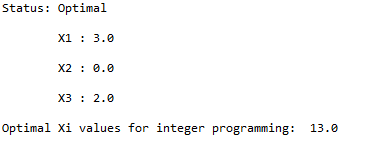 Status: Optimal
X1 : 3.0
X2 : 0.0
X3 : 2.0
Optimal Xi values for integer programming:  13.0